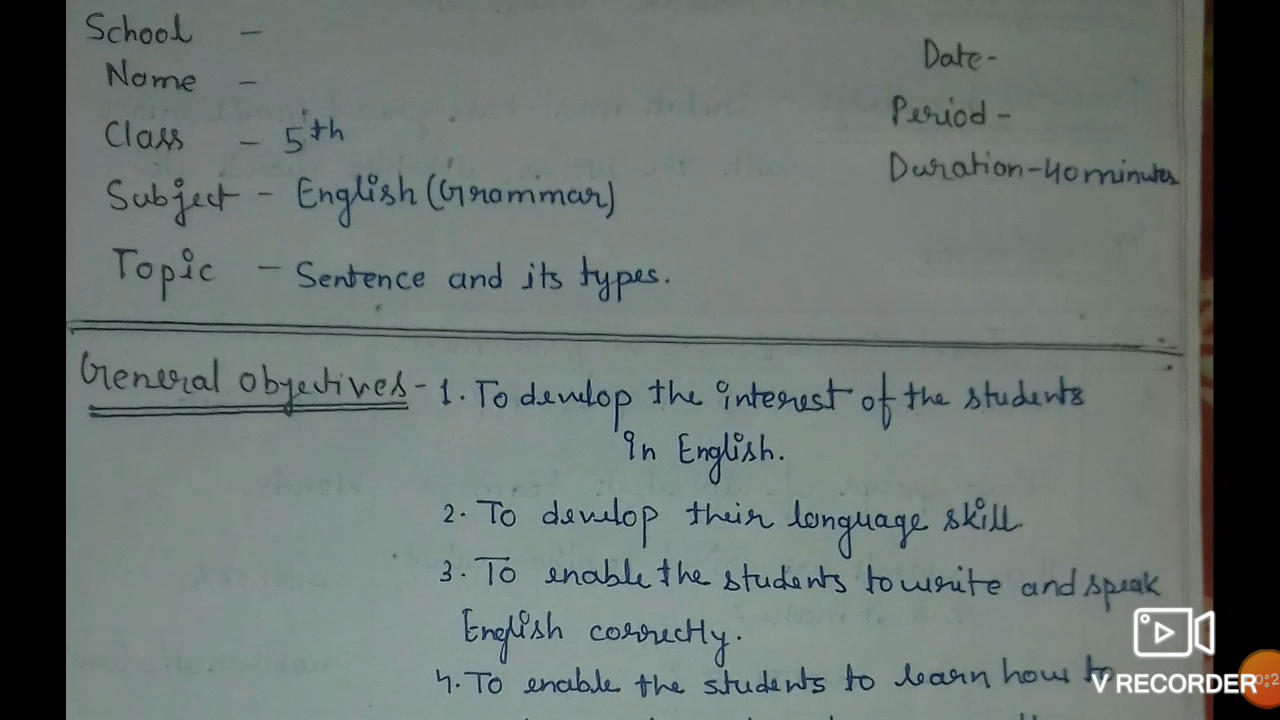 School -
Name -
Class - 5th
Subject - English (Grammar)
Topic - Sentence and its types.
Date -
Period -
Duration - 40 minutes
General Objectives - 1. To develop the interest of the students
in English.
2. To develop their language skill.
3. To enable the students to write and speak
English correctly.
4. To enable the students to learn how to
V RECORDER